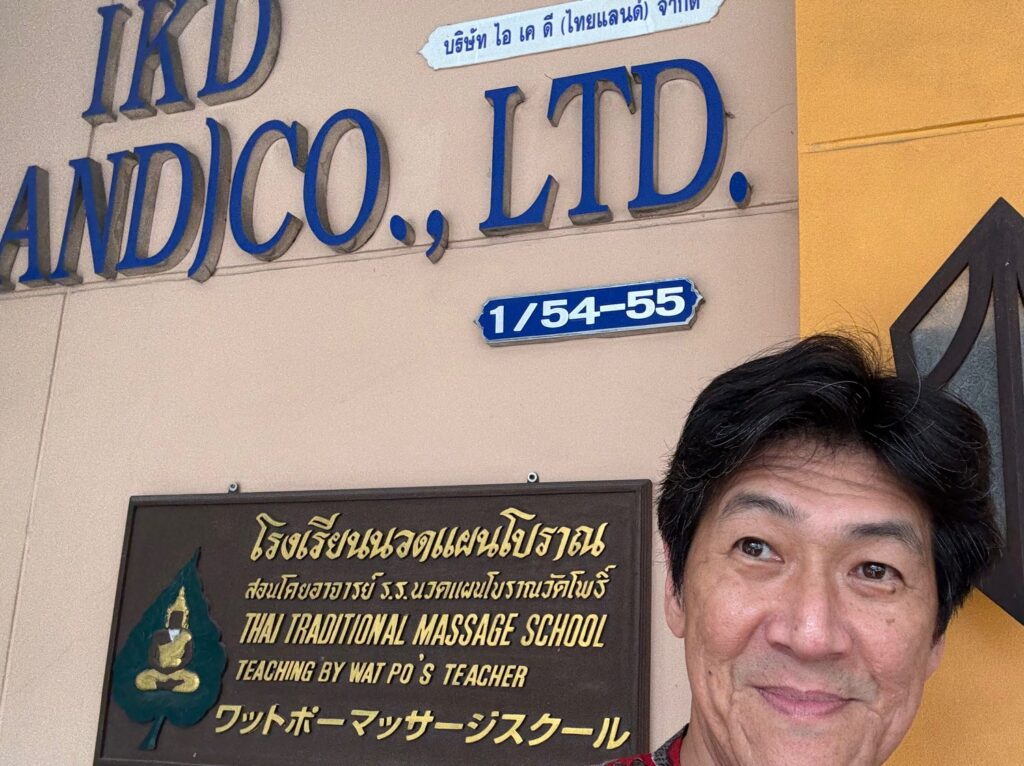 บริษัท ไอ เค ดี (ไทยแลนด์) จำกัด
IKD
AND)CO., LTD.
1/54-55
โรงเรียนนวดแผนโบราณ
สอนโดยอาจารย์ ร.ร. นวดแผนโบราณวัดโพธิ์
THAI TRADITIONAL MASSAGE SCHOOL
TEACHING BY WAT PO'S TEACHER
ワットポーマッサージスクール